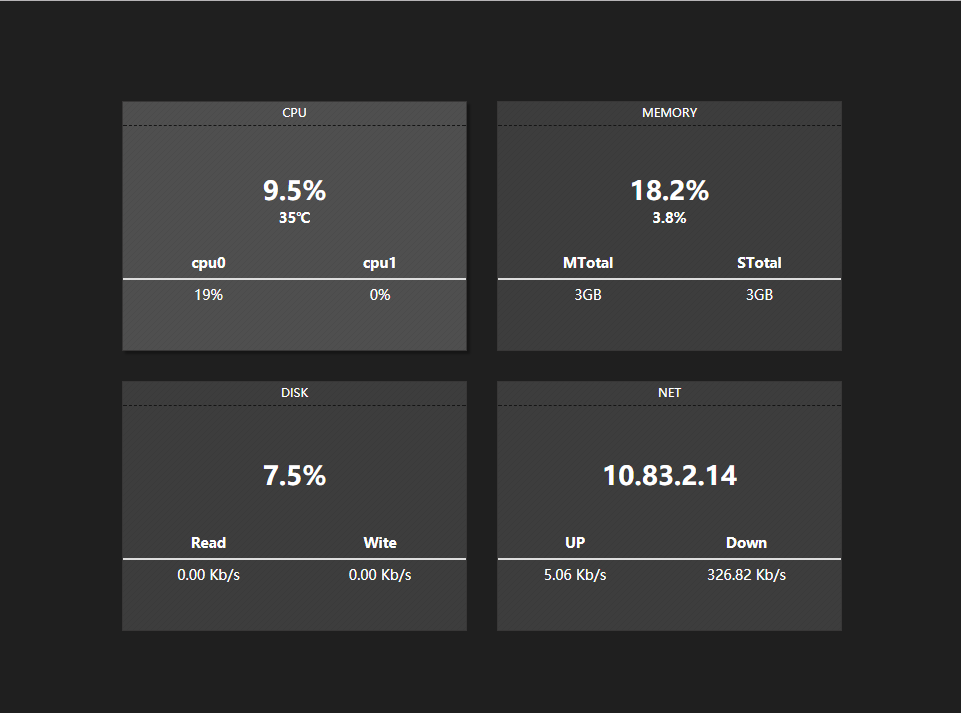 CPU
9.5%
35℃
cpu0 cpu1
19% 0%
MEMORY
18.2%
3.8%
MTotal STotal
3GB 3GB
DISK
7.5%
Read Wite
0.00 Kb/s 0.00 Kb/s
NET
10.83.2.14
UP Down
5.06 Kb/s 326.82 Kb/s